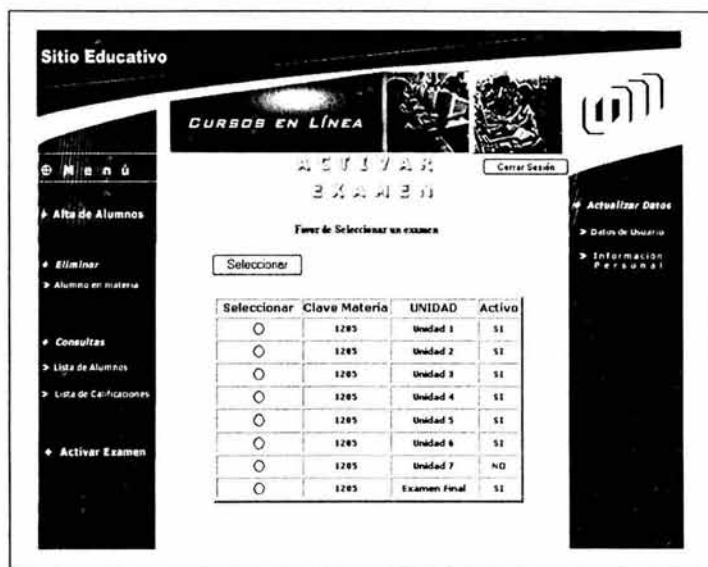 Sitio Educativo
CURSOS EN LÍNEA
Menú
Alta de Alumnos
Eliminar
> Alumno en materia
Consultas
> Lista de Alumnos
> Lista de Calificaciones
Activar Examen
ACTIVAR
EXAMEN
Cerrar Sesión
Favor de Seleccionar un examen
Seleccionar
Seleccionar Clave Materia UNIDAD Activo
1205 Unidad 1 SI
1205 Unidad 2 SI
1205 Unidad 3 SI
1205 Unidad 4 SI
1205 Unidad 5 SI
1205 Unidad 6 SI
1205 Unidad 7 NO
1205 Examen Final SI
Actualizar Datos
> Datos de Usuario
> Información
Personal